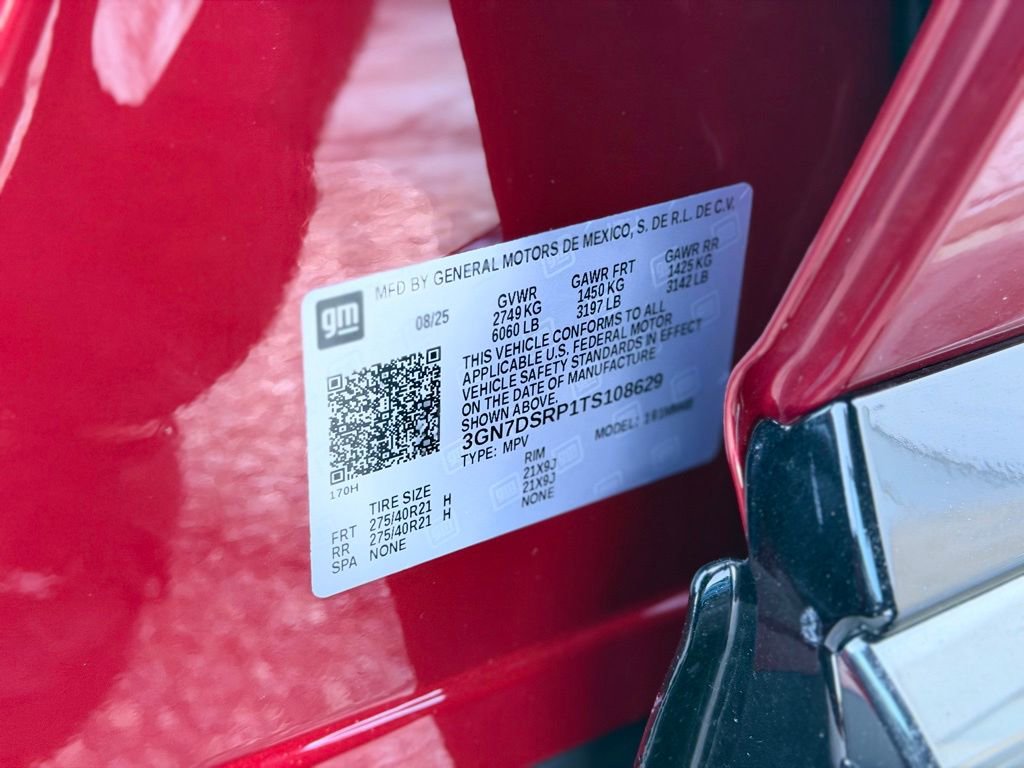 gm
MFD BY GENERAL MOTORS DE MEXICO, S. DE R.L. DE C.V.
08/25
GVWR
2749 KG
6060 LB
GAWR FRT
1450 KG
3197 LB
GAWR RR
1425 KG
3142 LB
THIS VEHICLE CONFORMS TO ALL
APPLICABLE U.S. FEDERAL MOTOR
VEHICLE SAFETY STANDARDS IN EFFECT
ON THE DATE OF MANUFACTURE
SHOWN ABOVE.
3GN7DSRP1TS108629
TYPE: MPV
MODEL:
170H
TIRE SIZE RIM
FRT 275/40R21 H 21X9J
RR 275/40R21 H 21X9J
SPA NONE NONE